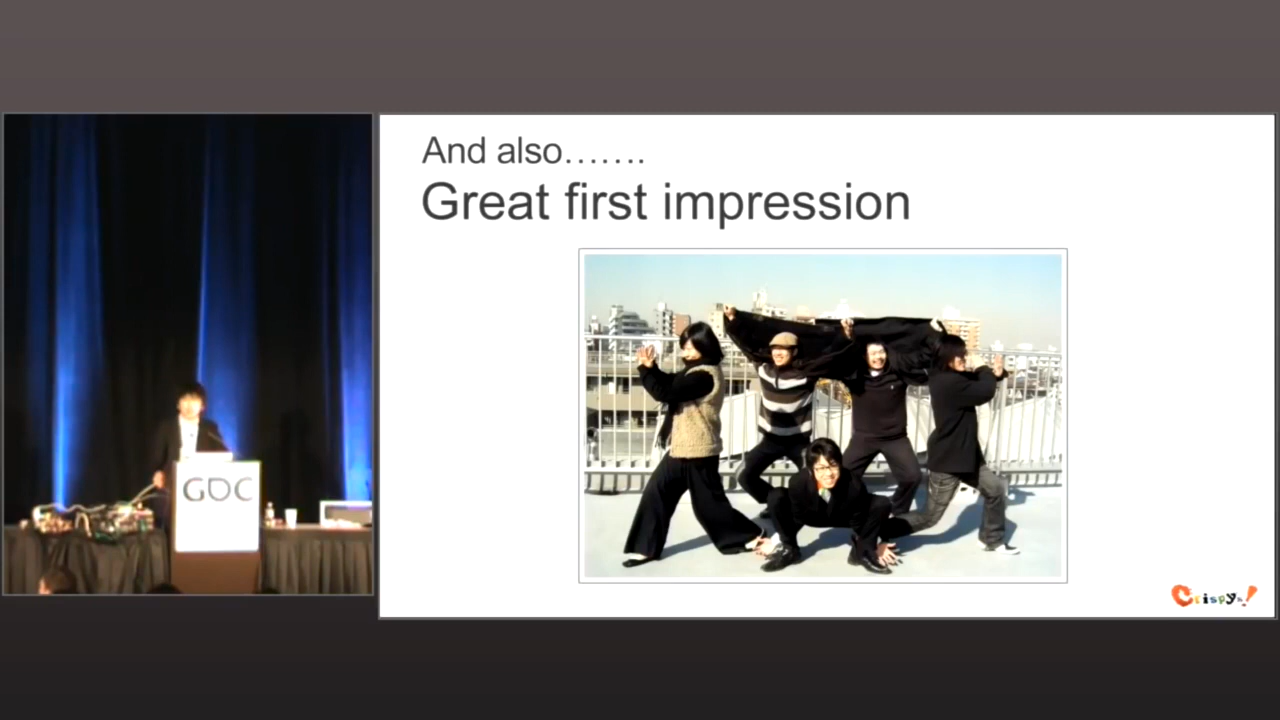 And also.......
Great first impression
GDC
Crispy!